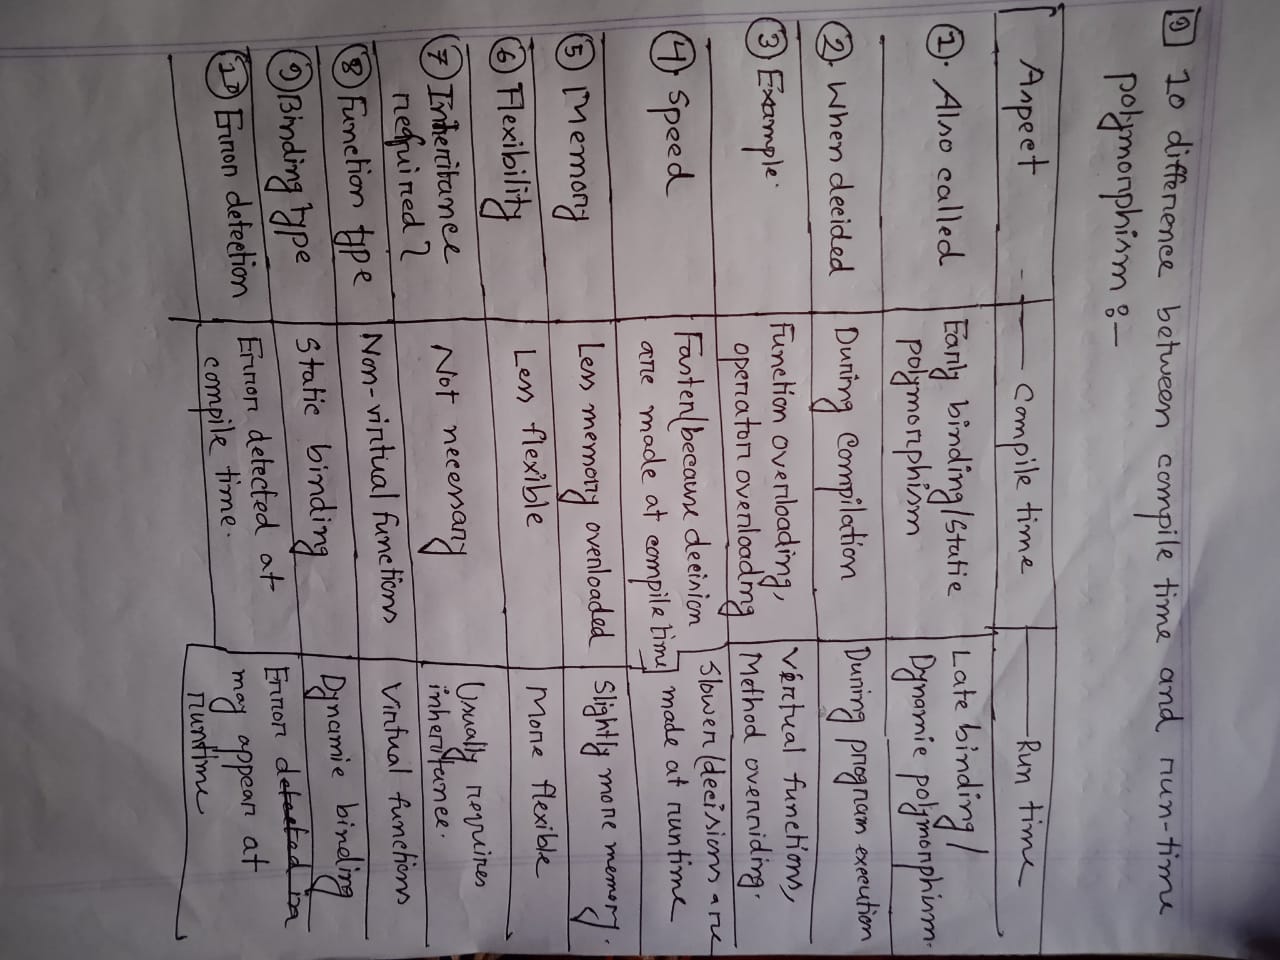 9 10 difference between compile time and run-time
polymorphism :-
Aspect Compile time Run time
1. Also called Early binding/Static Late binding/
polymorphism Dynamic polymorphism.
2. When decided During Compilation During program execution
3 Example. Function overloading, Virtual functions,
operator overloading Method overriding.
4. Speed Faster(because decision Slower(decisions are
are made at compile time) made at runtime
5 Memory Less memory overloaded Slightly more memory.
6 Flexibility Less flexible More flexible
7 Inheritance Not necessary Usually requires
required? inheritance.
8 Function type Non-virtual functions Virtual functions
9 Binding type Static binding Dynamic binding
10 Error detection Error detected at Error detected in
compile time. may appear at
runtime